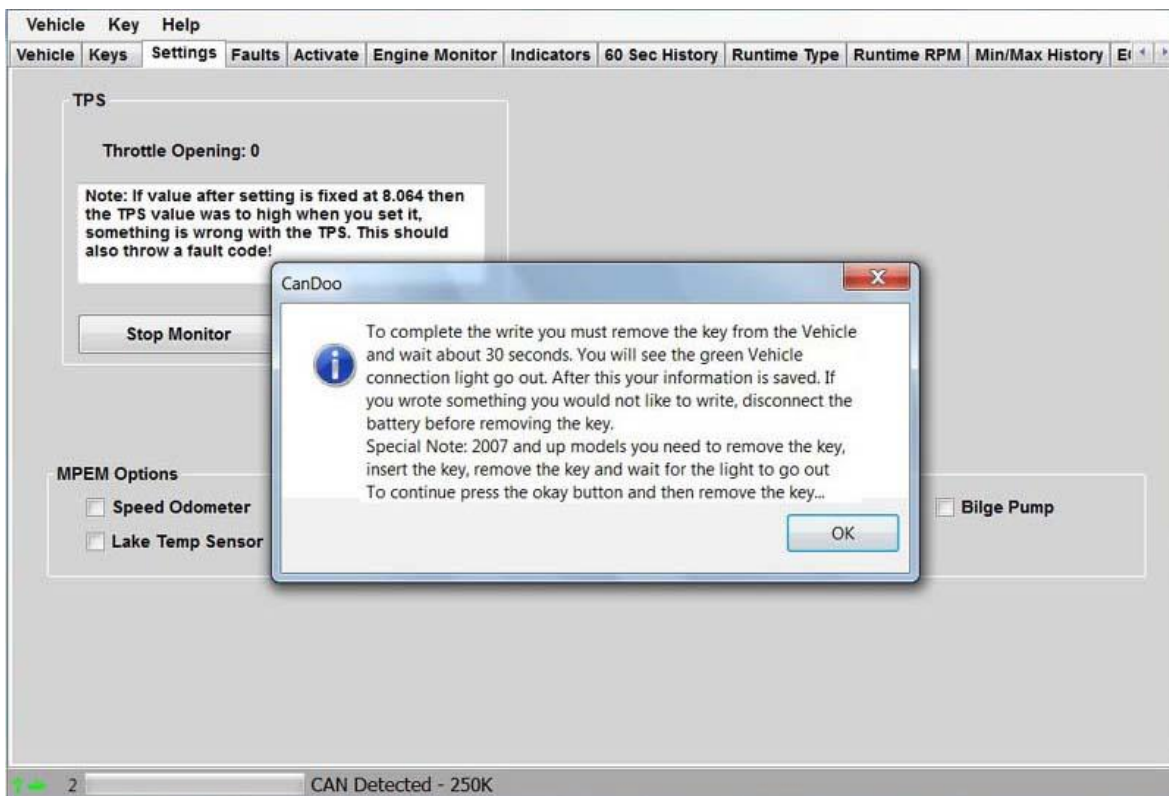 Vehicle Key Help
Vehicle Keys Settings Faults Activate Engine Monitor Indicators 60 Sec History Runtime Type Runtime RPM Min/Max History
TPS
Throttle Opening: 0
Note: If value after setting is fixed at 8.064 then
the TPS value was to high when you set it,
something is wrong with the TPS. This should
also throw a fault code!
Stop Monitor
CanDoo
To complete the write you must remove the key from the Vehicle
and wait about 30 seconds. You will see the green Vehicle
connection light go out. After this your information is saved. If
you wrote something you would not like to write, disconnect the
battery before removing the key.
Special Note: 2007 and up models you need to remove the key,
insert the key, remove the key and wait for the light to go out
To continue press the okay button and then remove the key...
OK
MPEM Options
Speed Odometer
Bilge Pump
Lake Temp Sensor
2 CAN Detected - 250K